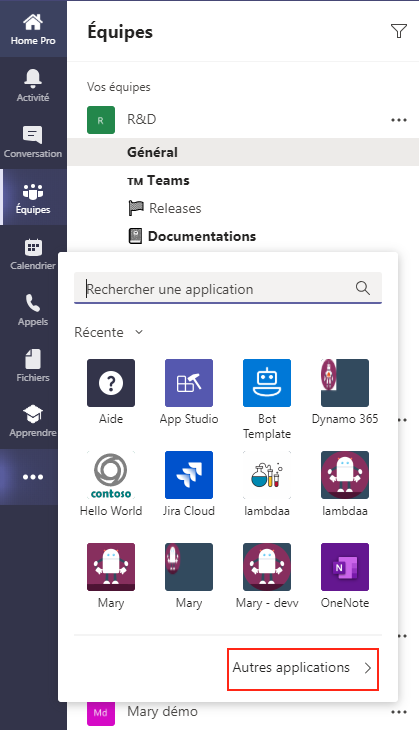 Home Pro
Activité
Conversation
Équipes
Calendrier
Appels
Fichiers
Apprendre
Équipes
Vos équipes
R R&D
Général
TM Teams
Releases
Documentations
Rechercher une application
Récente
Aide App Studio Bot Template Dynamo 365
contoso
Hello World Jira Cloud lambdaa lambdaa
N
Mary Mary Mary - devv OneNote
Autres applications
Md Mary démo